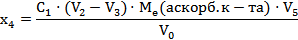 x₄ = C₁ · (V₂ − V₃) · Mₑ(аскорб. к − та) · V₅ / V₀